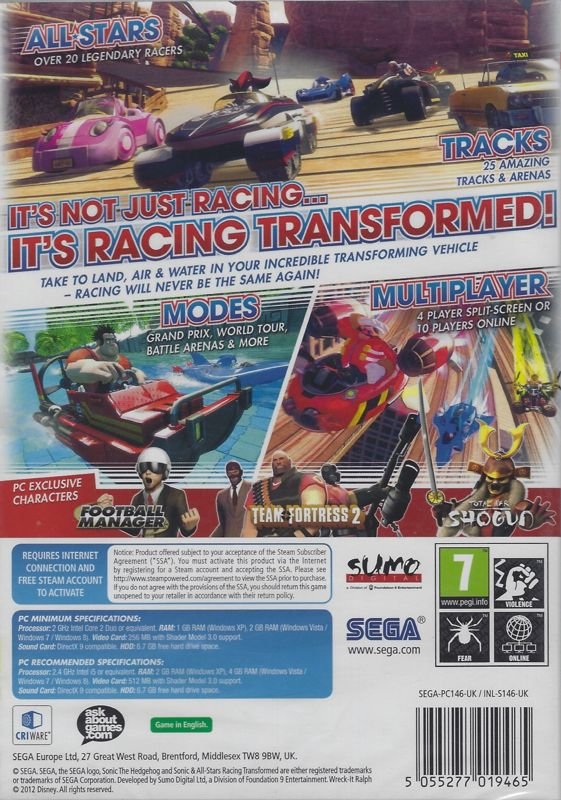 ALL-STARS
OVER 20 LEGENDARY RACERS
TAXI
TRACKS
25 AMAZING
TRACKS & ARENAS
IT'S NOT JUST RACING...
IT'S RACING TRANSFORMED!
TAKE TO LAND, AIR & WATER IN YOUR INCREDIBLE TRANSFORMING VEHICLE
– RACING WILL NEVER BE THE SAME AGAIN!
MODES
GRAND PRIX, WORLD TOUR,
BATTLE ARENAS & MORE
MULTIPLAYER
4 PLAYER SPLIT-SCREEN OR
10 PLAYERS ONLINE
PC EXCLUSIVE
CHARACTERS
FOOTBALL
MANAGER
TEAM FORTRESS 2
TOTAL WAR
SHOGUN
REQUIRES INTERNET
CONNECTION AND
FREE STEAM ACCOUNT
TO ACTIVATE
Notice: Product offered subject to your acceptance of the Steam Subscriber
Agreement ("SSA"). You must activate this product via the Internet
by registering for a Steam account and accepting the SSA. Please see
http://www.steampowered.com/agreement to view the SSA prior to purchase.
If you do not agree with the provisions of the SSA, you should return this game
unopened to your retailer in accordance with their return policy.
sumo
DIGITAL
a Division of Foundation 9 Entertainment
7
www.pegi.info
VIOLENCE
FEAR
ONLINE
PC MINIMUM SPECIFICATIONS:
Processor: 2 GHz Intel Core 2 Duo or equivalent. RAM: 1 GB RAM (Windows XP), 2 GB RAM (Windows Vista /
Windows 7 / Windows 8). Video Card: 256 MB with Shader Model 3.0 support.
Sound Card: DirectX 9 compatible. HDD: 6.7 GB free hard drive space.
PC RECOMMENDED SPECIFICATIONS:
Processor: 2.4 GHz Intel i5 or equivalent. RAM: 2 GB RAM (Windows XP), 4 GB RAM (Windows Vista /
Windows 7 / Windows 8). Video Card: 512 MB with Shader Model 3.0 support.
Sound Card: DirectX 9 compatible. HDD: 6.7 GB free hard drive space.
SEGA
www.sega.com
SEGA-PC146-UK / INL-S146-UK
CRIWARE
ask
about
games
.com
Game in English.
SEGA Europe Ltd, 27 Great West Road, Brentford, Middlesex TW8 9BW, UK.
© SEGA. SEGA, the SEGA logo, Sonic The Hedgehog and Sonic & All-Stars Racing Transformed are either registered trademarks
or trademarks of SEGA Corporation. Developed by Sumo Digital Ltd, a Division of Foundation 9 Entertainment. Wreck-It Ralph
© 2012 Disney. All rights reserved.
5 055277 019465